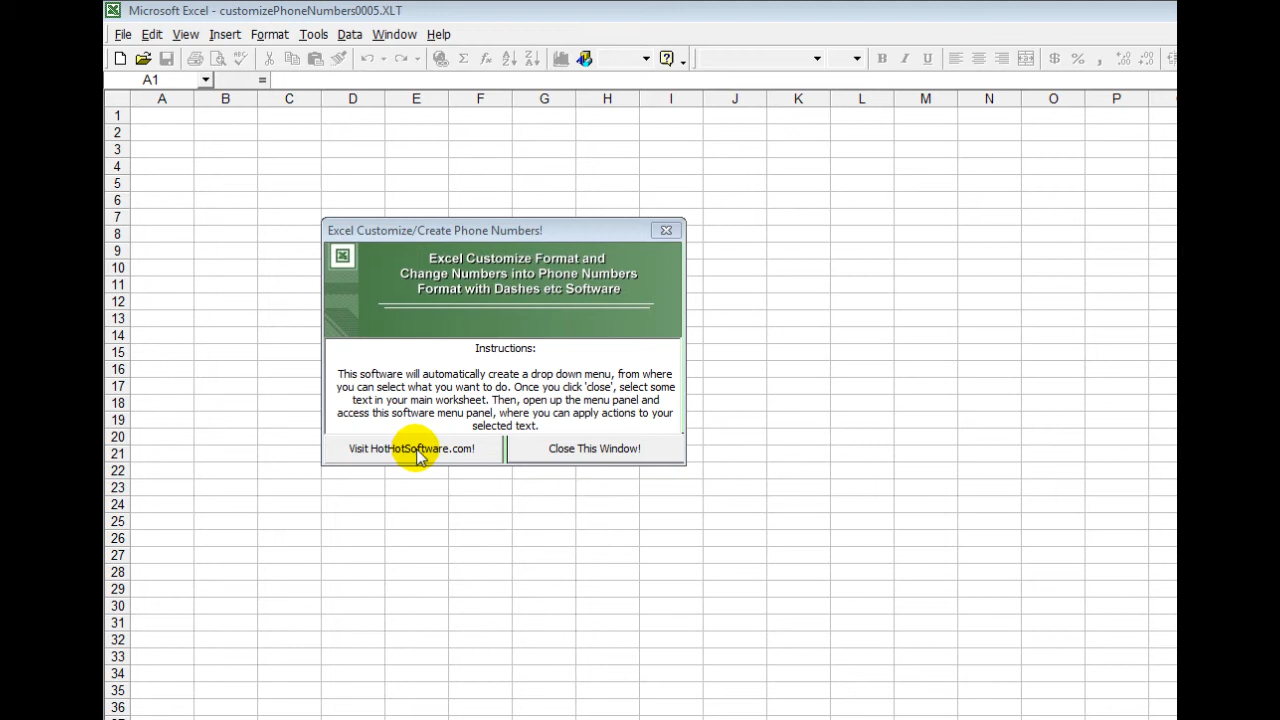 Microsoft Excel - customizePhoneNumbers0005.XLT
File Edit View Insert Format Tools Data Window Help
A1 =
A B C D E F G H I J K L M N O P
1
2
3
4
5
6
7
8
9
10
11
12
13
14
15
16
17
18
19
20
21
22
23
24
25
26
27
28
29
30
31
32
33
34
35
36
Excel Customize/Create Phone Numbers!
Excel Customize Format and
Change Numbers into Phone Numbers
Format with Dashes etc Software
Instructions:
This software will automatically create a drop down menu, from where
you can select what you want to do. Once you click 'close', select some
text in your main worksheet. Then, open up the menu panel and
access this software menu panel, where you can apply actions to your
selected text.
Visit HotHotSoftware.com! Close This Window!